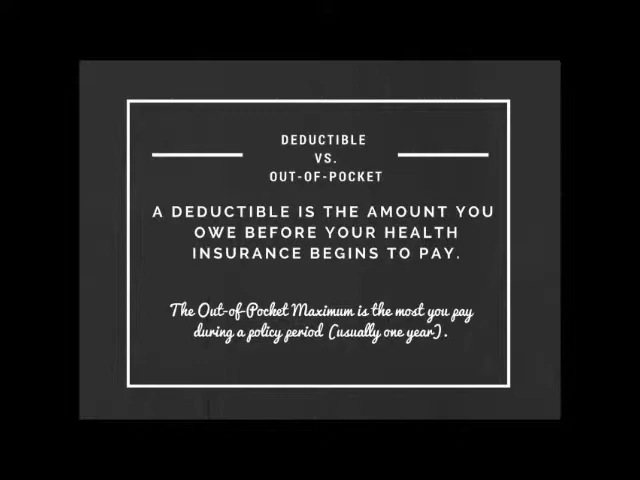 DEDUCTIBLE
VS.
OUT-OF-POCKET
A DEDUCTIBLE IS THE AMOUNT YOU
OWE BEFORE YOUR HEALTH
INSURANCE BEGINS TO PAY.
The Out-of-Pocket Maximum is the most you pay
during a policy period (usually one year).